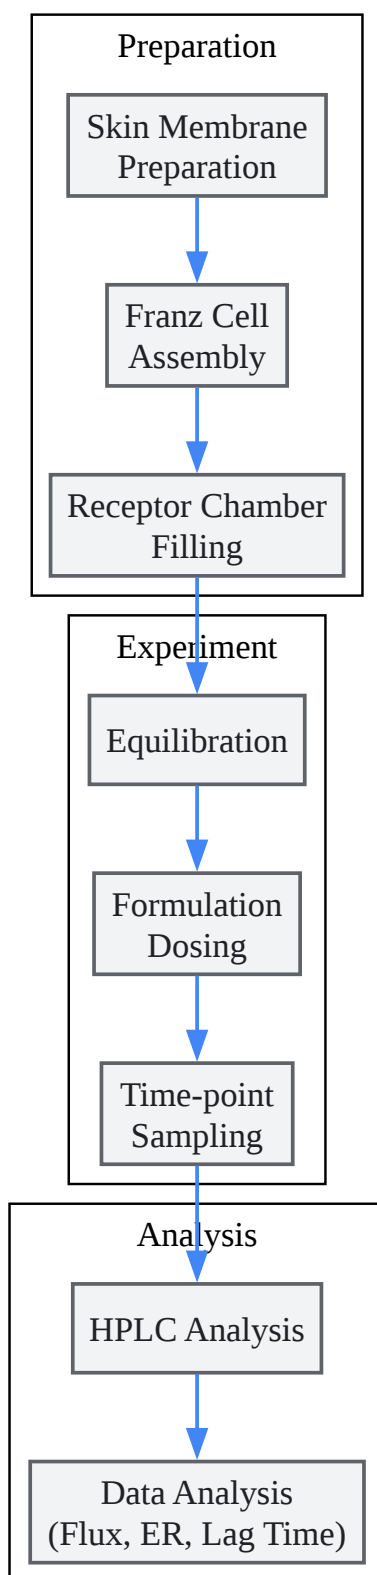 Preparation
Skin Membrane
Preparation
Franz Cell
Assembly
Receptor Chamber
Filling
Experiment
Equilibration
Formulation
Dosing
Time-point
Sampling
Analysis
HPLC Analysis
Data Analysis
(Flux, ER, Lag Time)